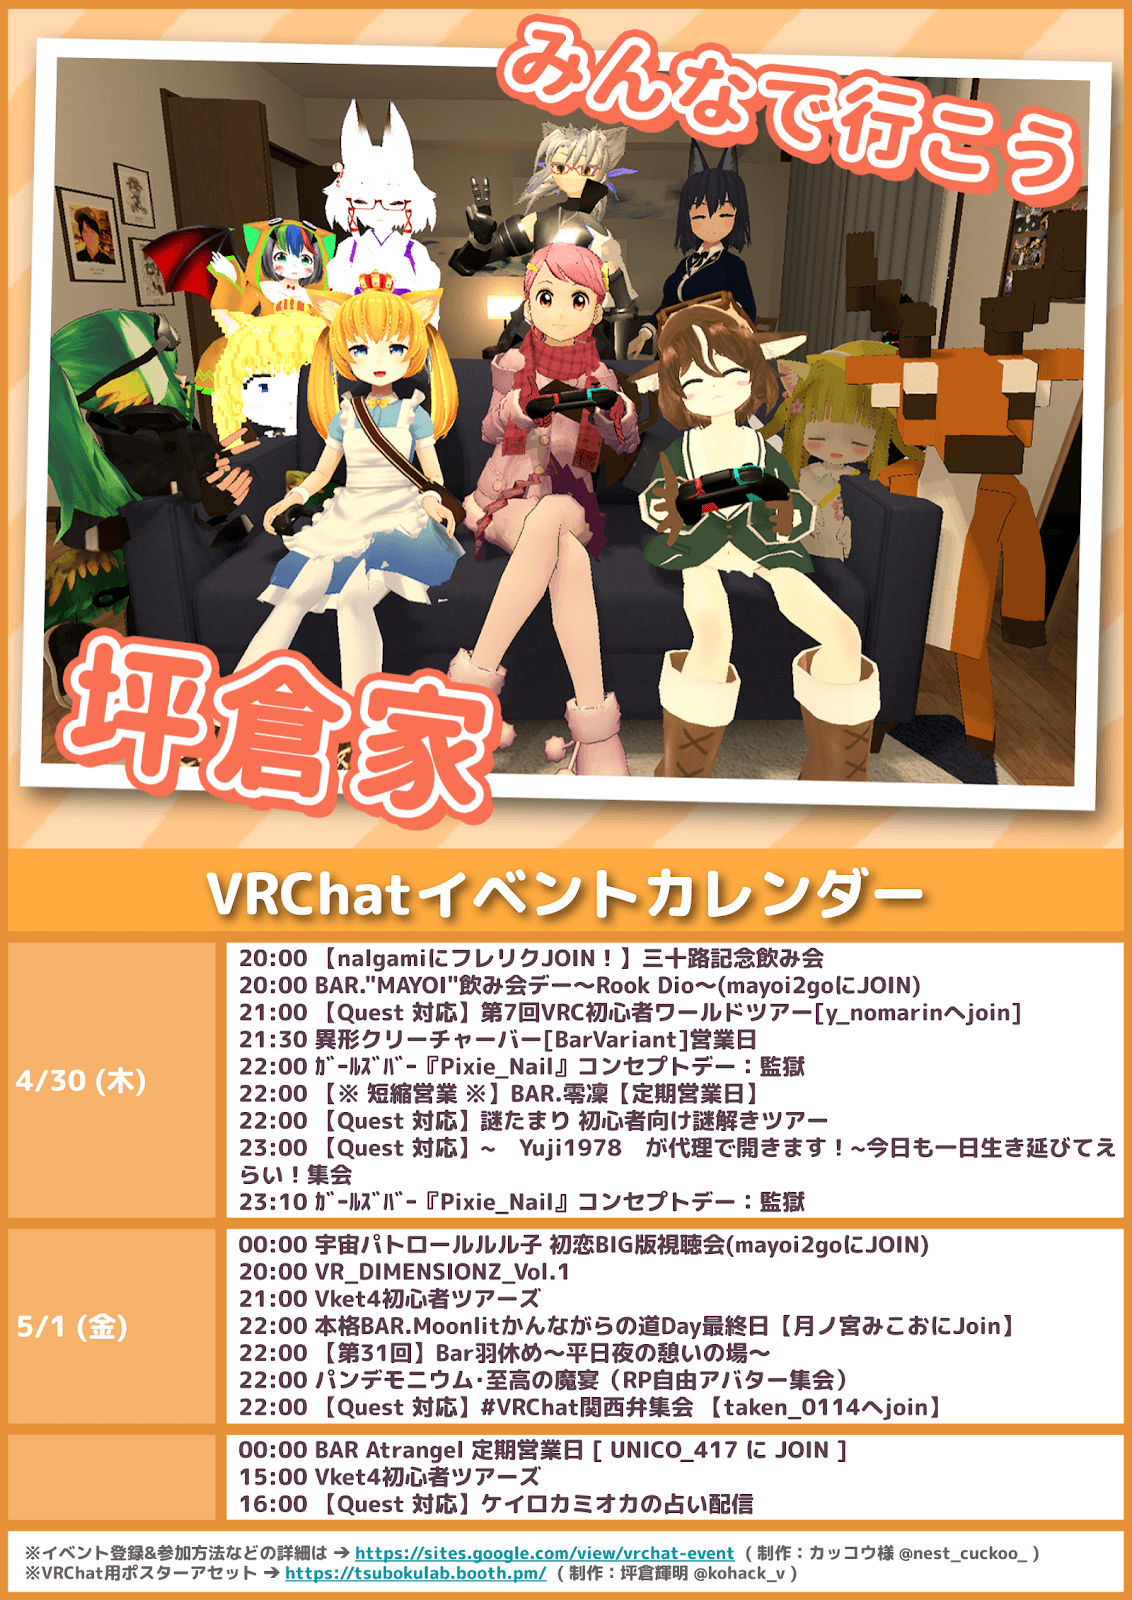 みんなで行こう
坪倉家
VRChatイベントカレンダー
4/30 (木)
20:00 【nalgamiにフレリクJOIN！】三十路記念飲み会
20:00 BAR."MAYOI"飲み会デー～Rook Dio～(mayoi2goにJOIN)
21:00 【Quest 対応】第7回VRC初心者ワールドツアー[y_nomarinへjoin]
21:30 異形クリーチャーバー[BarVariant]営業日
22:00 ｶﾞｰﾙｽﾞﾊﾞｰ『Pixie_Nail』コンセプトデー：監獄
22:00 【※ 短縮営業 ※】BAR.零凜【定期営業日】
22:00 【Quest 対応】謎たまり 初心者向け謎解きツアー
23:00 【Quest 対応】~　Yuji1978　が代理で開きます！~今日も一日生き延びてえ
らい！集会
23:10 ｶﾞｰﾙｽﾞﾊﾞｰ『Pixie_Nail』コンセプトデー：監獄
5/1 (金)
00:00 宇宙パトロールルル子 初恋BIG版視聴会(mayoi2goにJOIN)
20:00 VR_DIMENSIONZ_Vol.1
21:00 Vket4初心者ツアーズ
22:00 本格BAR.Moonlitかんながらの道Day最終日【月ノ宮みこおにJoin】
22:00 【第31回】Bar羽休め～平日夜の憩いの場～
22:00 パンデモニウム･至高の魔宴（RP自由アバター集会）
22:00 【Quest 対応】#VRChat関西弁集会 【taken_0114へjoin】
00:00 BAR Atrangel 定期営業日 [ UNICO_417 に JOIN ]
15:00 Vket4初心者ツアーズ
16:00 【Quest 対応】ケイロカミオカの占い配信
※イベント登録&参加方法などの詳細は → https://sites.google.com/view/vrchat-event ( 制作：カッコウ様 @nest_cuckoo_ )
※VRChat用ポスターアセット → https://tsubokulab.booth.pm/ ( 制作：坪倉輝明 @kohack_v )